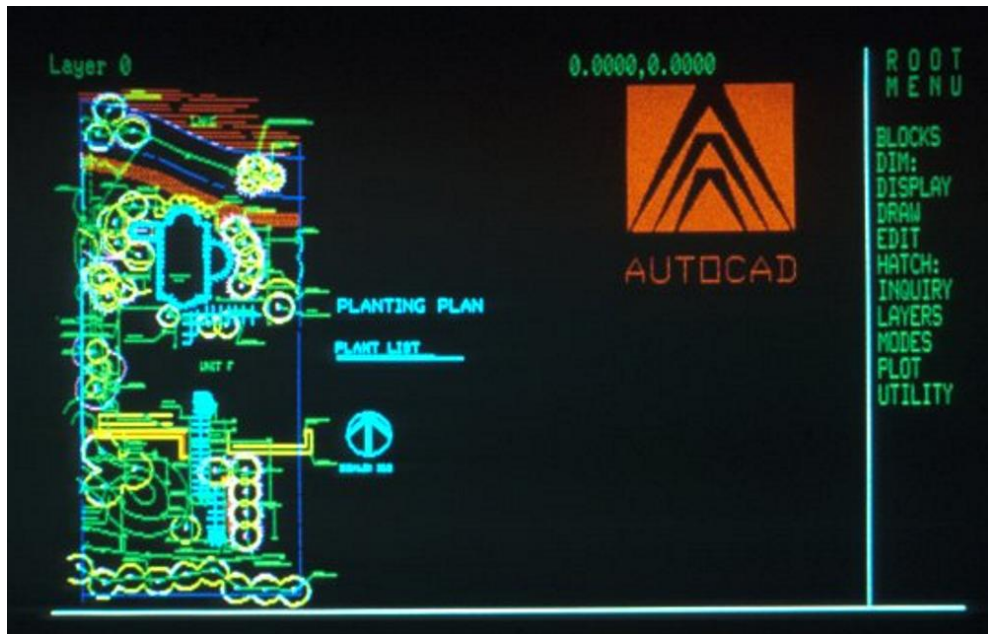 Layer 0
0.0000,0.0000
ROOT
MENU
BLOCKS
DIM:
DISPLAY
DRAW
EDIT
HATCH:
INQUIRY
LAYERS
MODES
PLOT
UTILITY
AUTOCAD
PLANTING PLAN
PLANT LIST
UNIT F